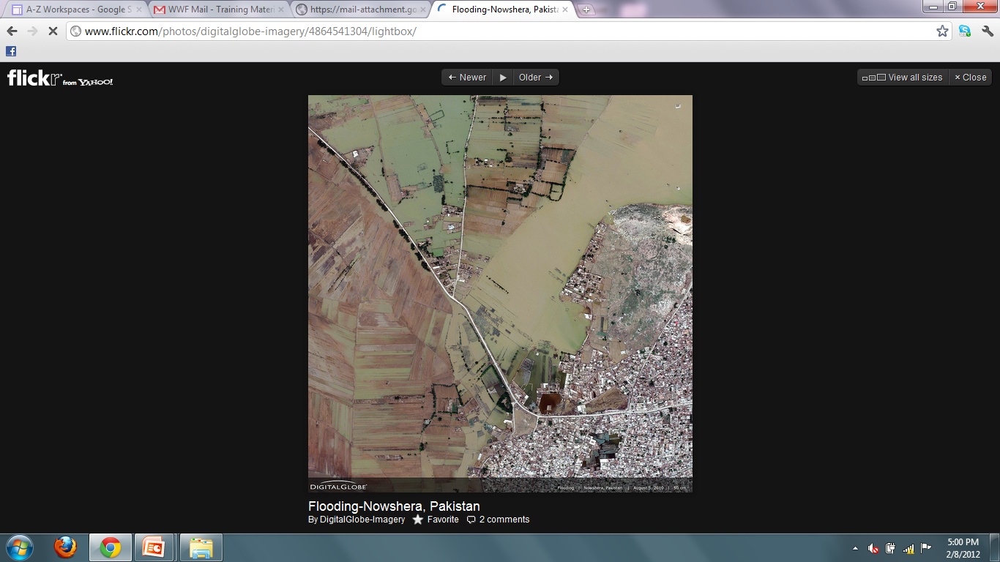 A-Z Workspaces - Google S
WWF Mail - Training Materi
https://mail-attachment.go
Flooding-Nowshera, Pakista
www.flickr.com/photos/digitalglobe-imagery/4864541304/lightbox/
flickr from YAHOO!
← Newer
Older →
View all sizes
× Close
DIGITALGLOBE
Flooding | Nowshera, Pakistan | August 5, 2010 | 50 cm
Flooding-Nowshera, Pakistan
By DigitalGlobe-Imagery Favorite 2 comments
5:00 PM
2/8/2012